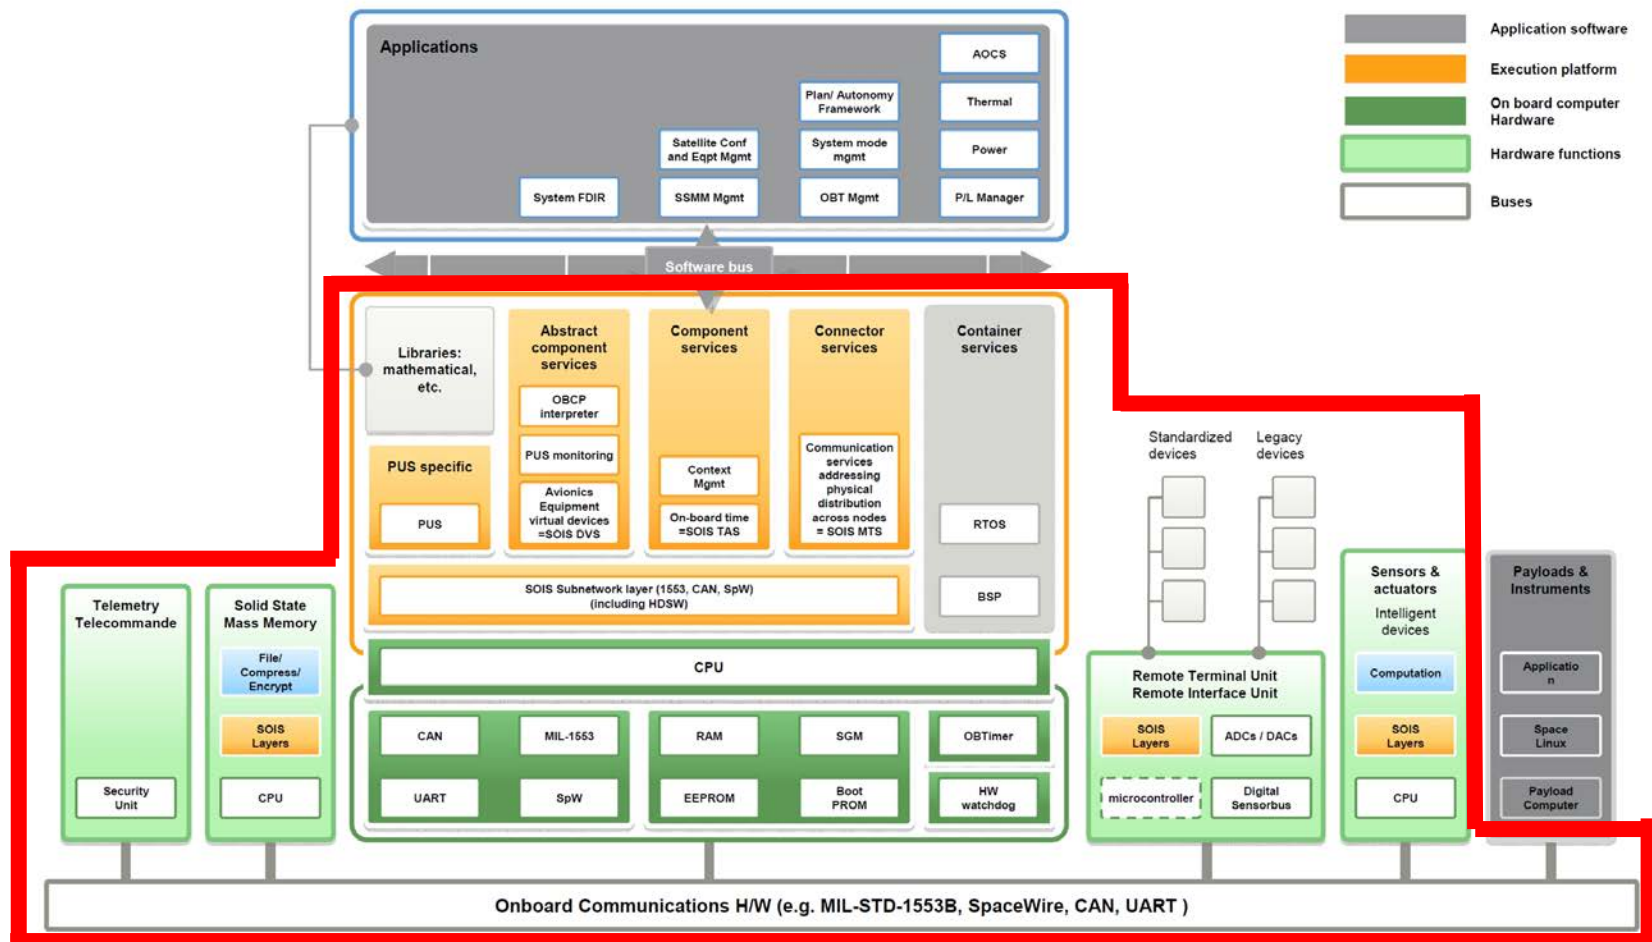 Applications
AOCS
Plan/ Autonomy
Framework
Thermal
Satellite Conf
and Eqpt Mgmt
System mode
mgmt
Power
System FDIR
SSMM Mgmt
OBT Mgmt
P/L Manager
Application software
Execution platform
On board computer
Hardware
Hardware functions
Buses
Software bus
Libraries:
mathematical,
etc.
PUS specific
PUS
Abstract
component
services
OBCP
interpreter
PUS monitoring
Avionics
Equipment
virtual devices
=SOIS DVS
Component
services
Context
Mgmt
On-board time
=SOIS TAS
Connector
services
Communication
services
addressing
physical
distribution
across nodes
= SOIS MTS
Container
services
RTOS
BSP
SOIS Subnetwork layer (1553, CAN, SpW)
(including HDSW)
CPU
CAN
MIL-1553
UART
SpW
RAM
SGM
EEPROM
Boot
PROM
OBTimer
HW
watchdog
Telemetry
Telecommande
Security
Unit
Solid State
Mass Memory
File/
Compress/
Encrypt
SOIS
Layers
CPU
Standardized
devices
Legacy
devices
Remote Terminal Unit
Remote Interface Unit
SOIS
Layers
ADCs / DACs
microcontroller
Digital
Sensorbus
Sensors &
actuators
Intelligent
devices
Computation
SOIS
Layers
CPU
Payloads &
Instruments
Applicatio
n
Space
Linux
Payload
Computer
Onboard Communications H/W (e.g. MIL-STD-1553B, SpaceWire, CAN, UART )